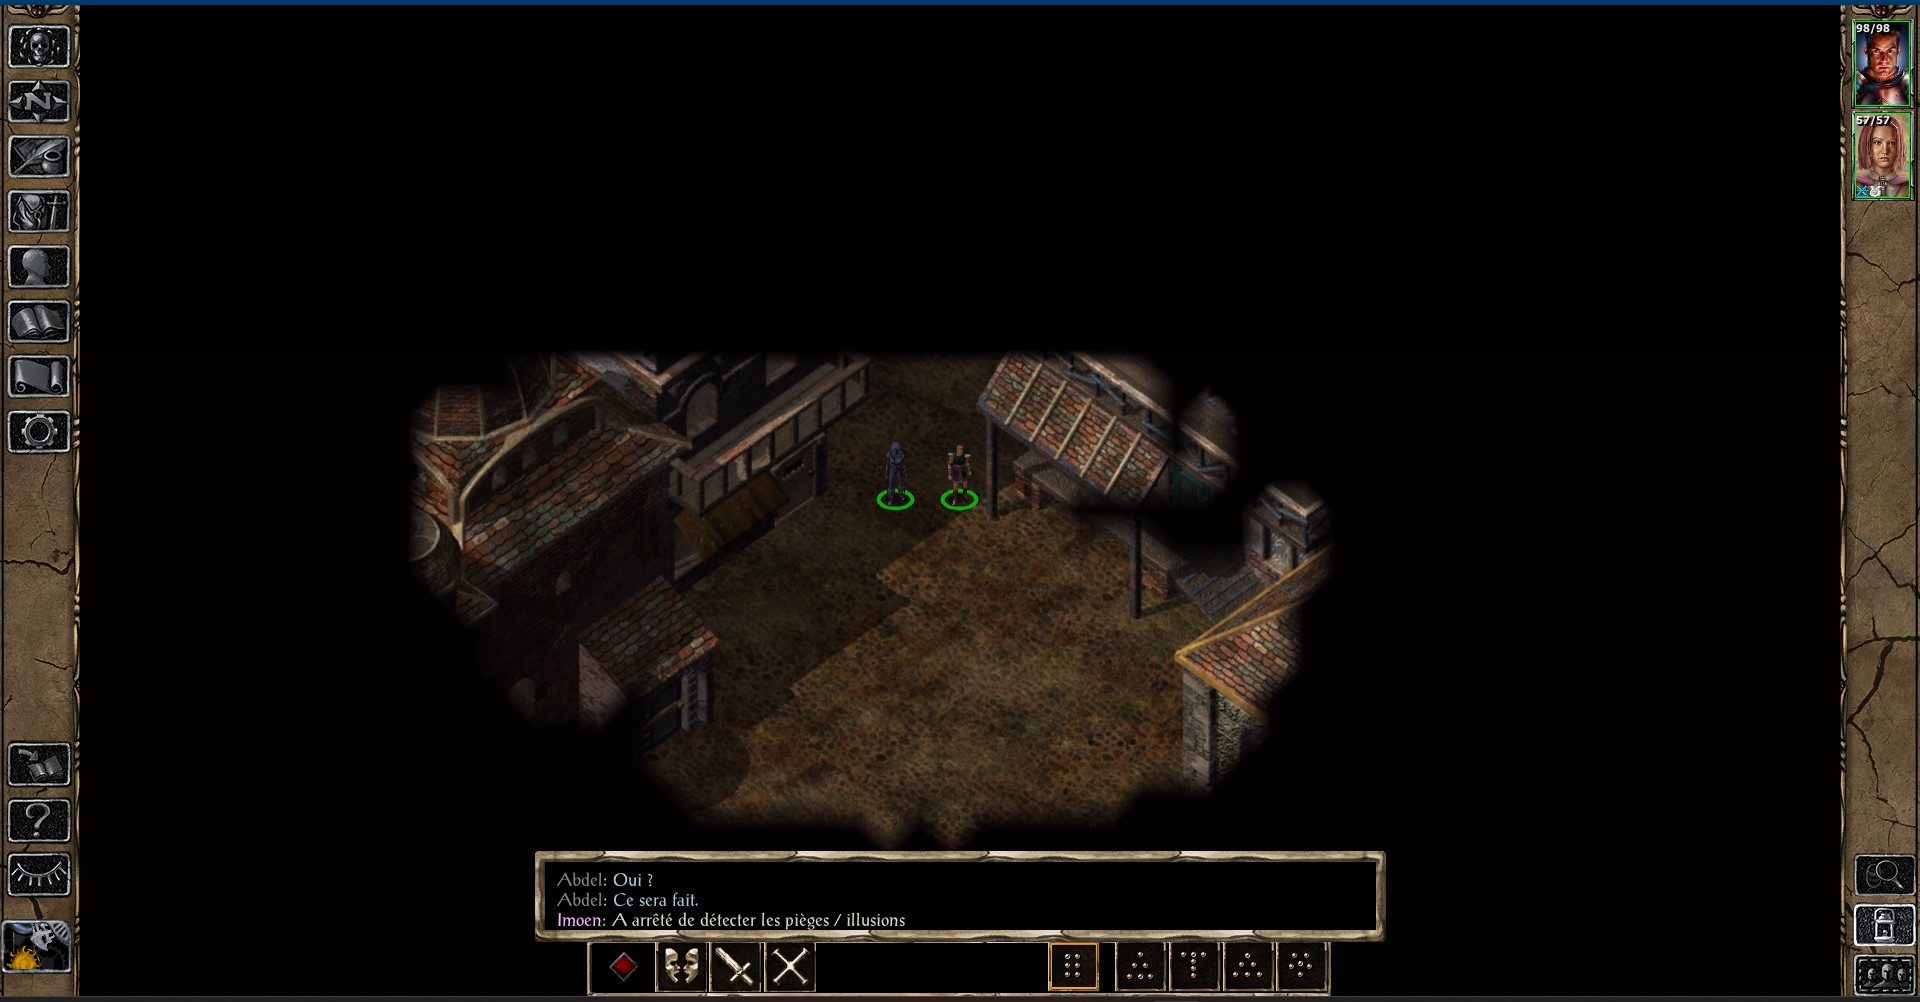 98/98
57/57
N
Abdel: Oui ?
Abdel: Ce sera fait.
Imoen: A arrêté de détecter les pièges / illusions